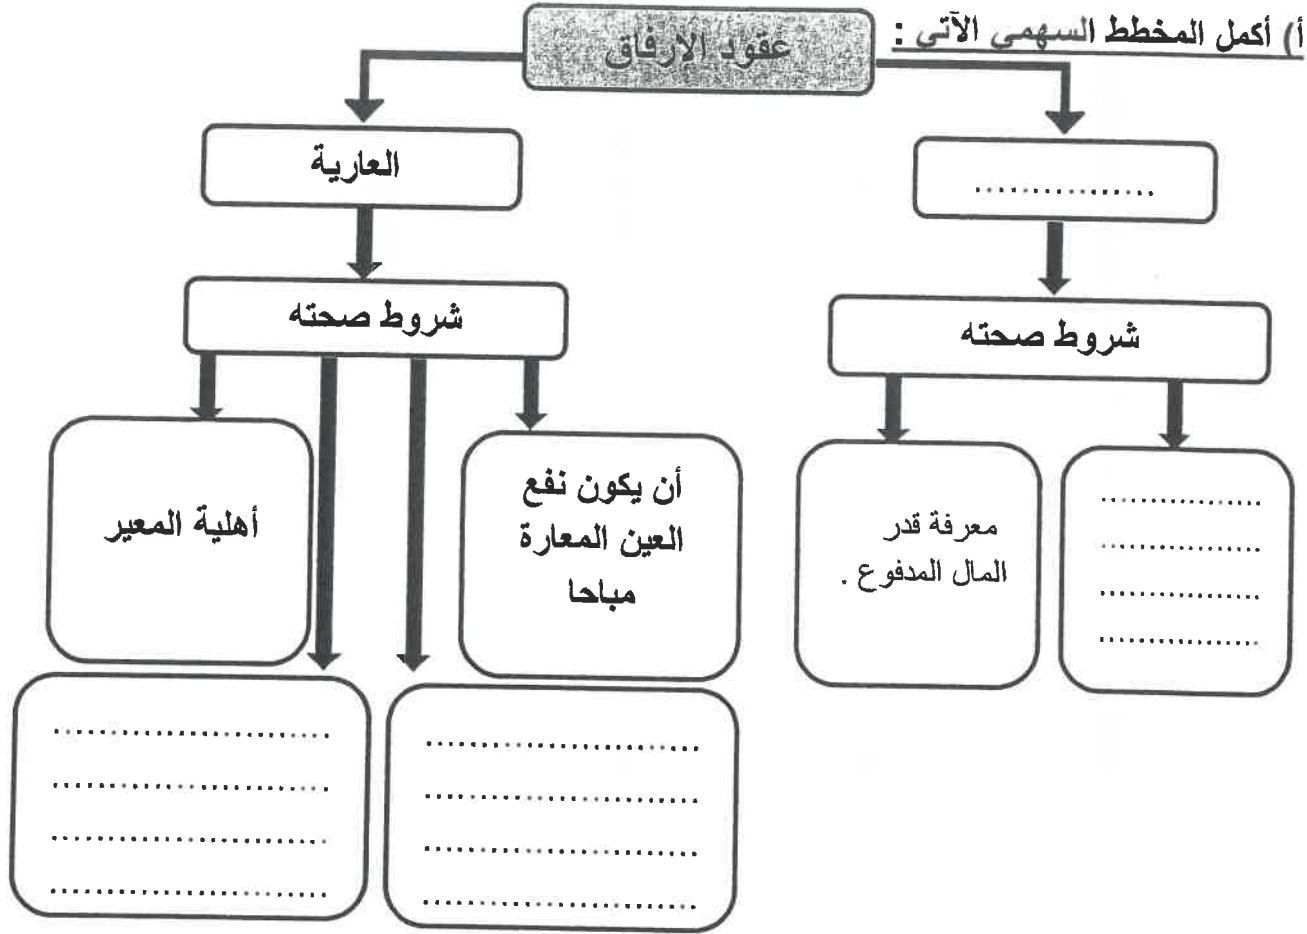 أ) أكمل المخطط السهمي الآتي :
عقود الإرفاق
................
شروط صحته
................
................
................
................
معرفة قدر
المال المدفوع .
العارية
شروط صحته
أن يكون نفع
العين المعارة
مباحا
أهلية المعير
............................
............................
............................
............................
............................
............................
............................
............................